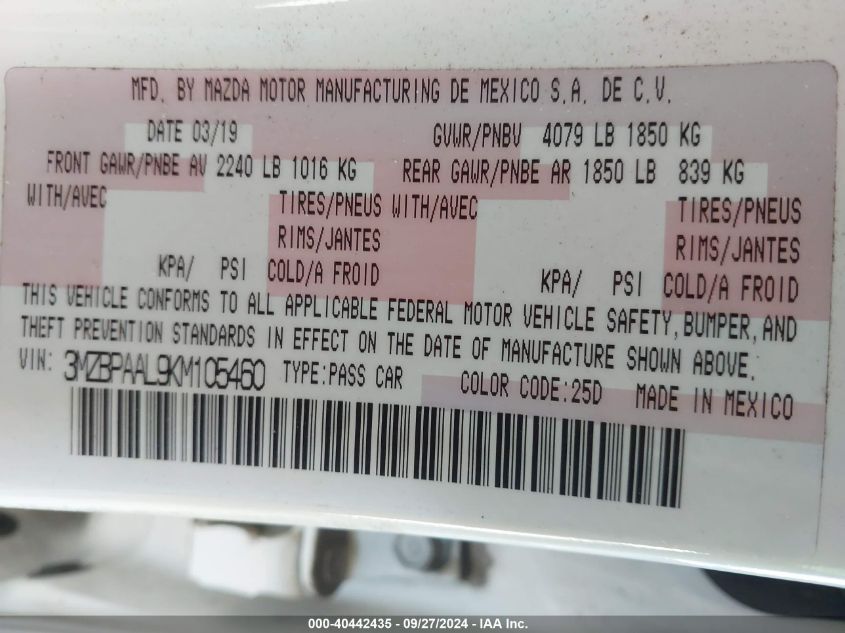 MFD. BY MAZDA MOTOR MANUFACTURING DE MEXICO S.A. DE C.V.
DATE 03/19 GVWR/PNBV 4079 LB 1850 KG
FRONT GAWR/PNBE AV 2240 LB 1016 KG REAR GAWR/PNBE AR 1850 LB 839 KG
WITH/AVEC TIRES/PNEUS WITH/AVEC TIRES/PNEUS
RIMS/JANTES RIMS/JANTES
KPA/ PSI COLD/A FROID KPA/ PSI COLD/A FROID
THIS VEHICLE CONFORMS TO ALL APPLICABLE FEDERAL MOTOR VEHICLE SAFETY, BUMPER, AND
THEFT PREVENTION STANDARDS IN EFFECT ON THE DATE OF MANUFACTURE SHOWN ABOVE.
VIN: 3MZBPAAL9KM105460 TYPE:PASS CAR COLOR CODE:25D MADE IN MEXICO
000-40442435 - 09/27/2024 - IAA Inc.